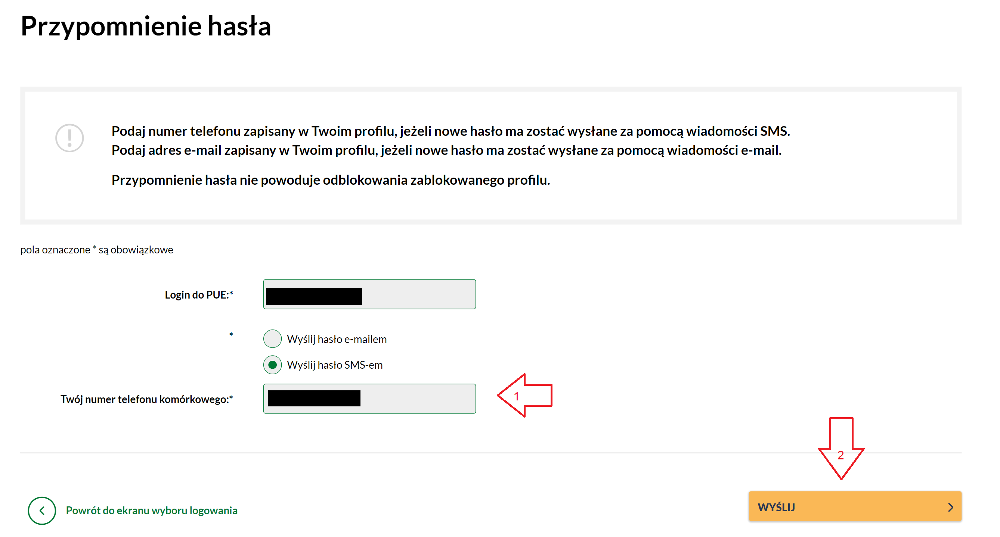 Przypomnienie hasła
Podaj numer telefonu zapisany w Twoim profilu, jeżeli nowe hasło ma zostać wysłane za pomocą wiadomości SMS.
Podaj adres e-mail zapisany w Twoim profilu, jeżeli nowe hasło ma zostać wysłane za pomocą wiadomości e-mail.
Przypomnienie hasła nie powoduje odblokowania zablokowanego profilu.
pola oznaczone * są obowiązkowe
Login do PUE:*
*
Wyślij hasło e-mailem
Wyślij hasło SMS-em
Twój numer telefonu komórkowego:*
1
2
Powrót do ekranu wyboru logowania
WYŚLIJ